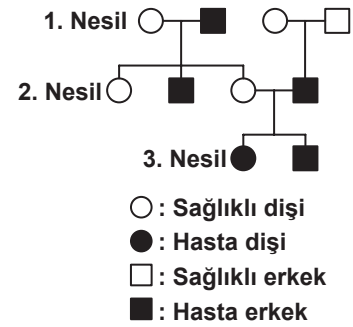 1. Nesil
2. Nesil
3. Nesil
: Sağlıklı dişi
: Hasta dişi
: Sağlıklı erkek
: Hasta erkek